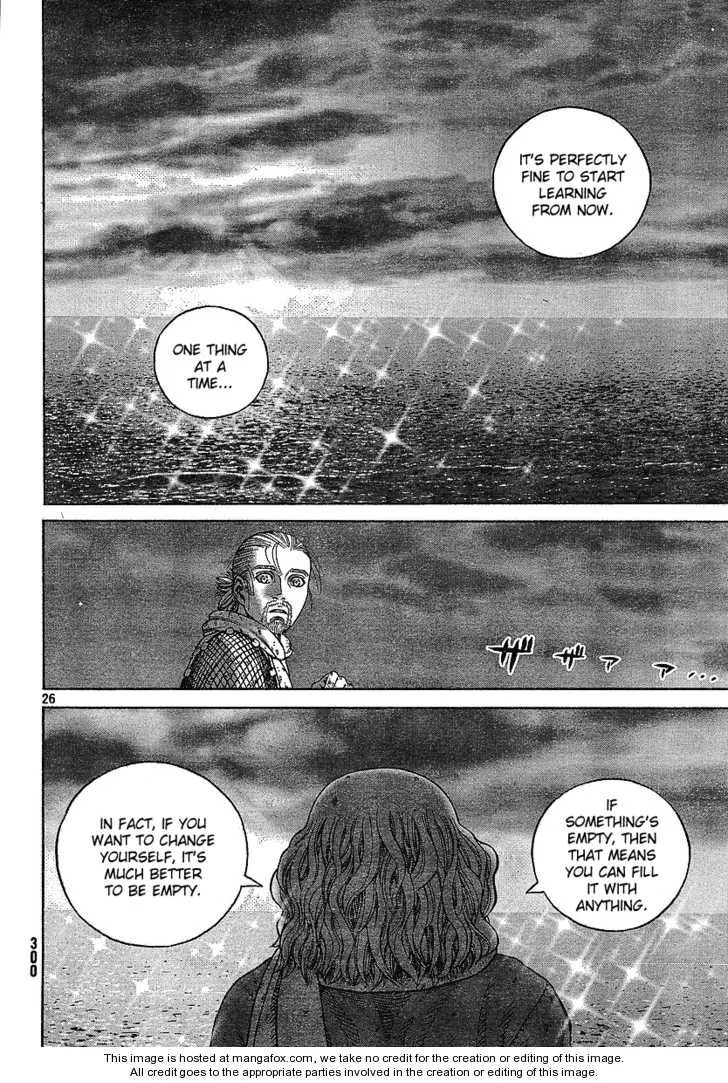 IT'S PERFECTLY
FINE TO START
LEARNING
FROM NOW.
ONE THING
AT A
TIME...
ザザァァ...
26
IF
SOMETHING'S
EMPTY, THEN
THAT MEANS
YOU CAN FILL
IT WITH
ANYTHING.
IN FACT, IF YOU
WANT TO CHANGE
YOURSELF, IT'S
MUCH BETTER
TO BE EMPTY.
300
This image is hosted at mangafox.com, we take no credit for the creation or editing of this image.
All credit goes to the appropriate parties involved in the creation or editing of this image.